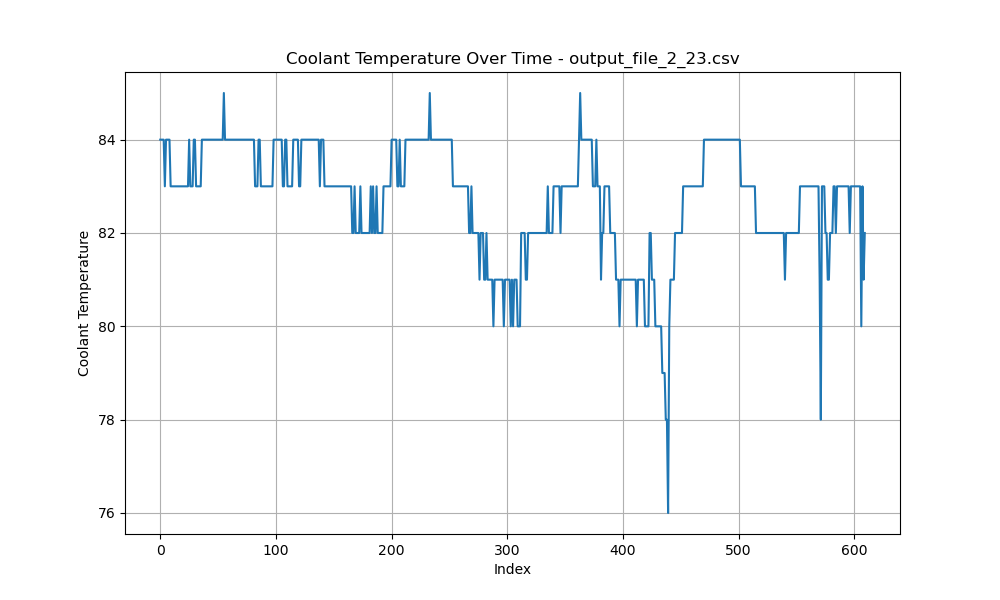 Coolant Temperature Over Time - output_file_2_23.csv
Coolant Temperature
84
82
80
78
76
0 100 200 300 400 500 600
Index